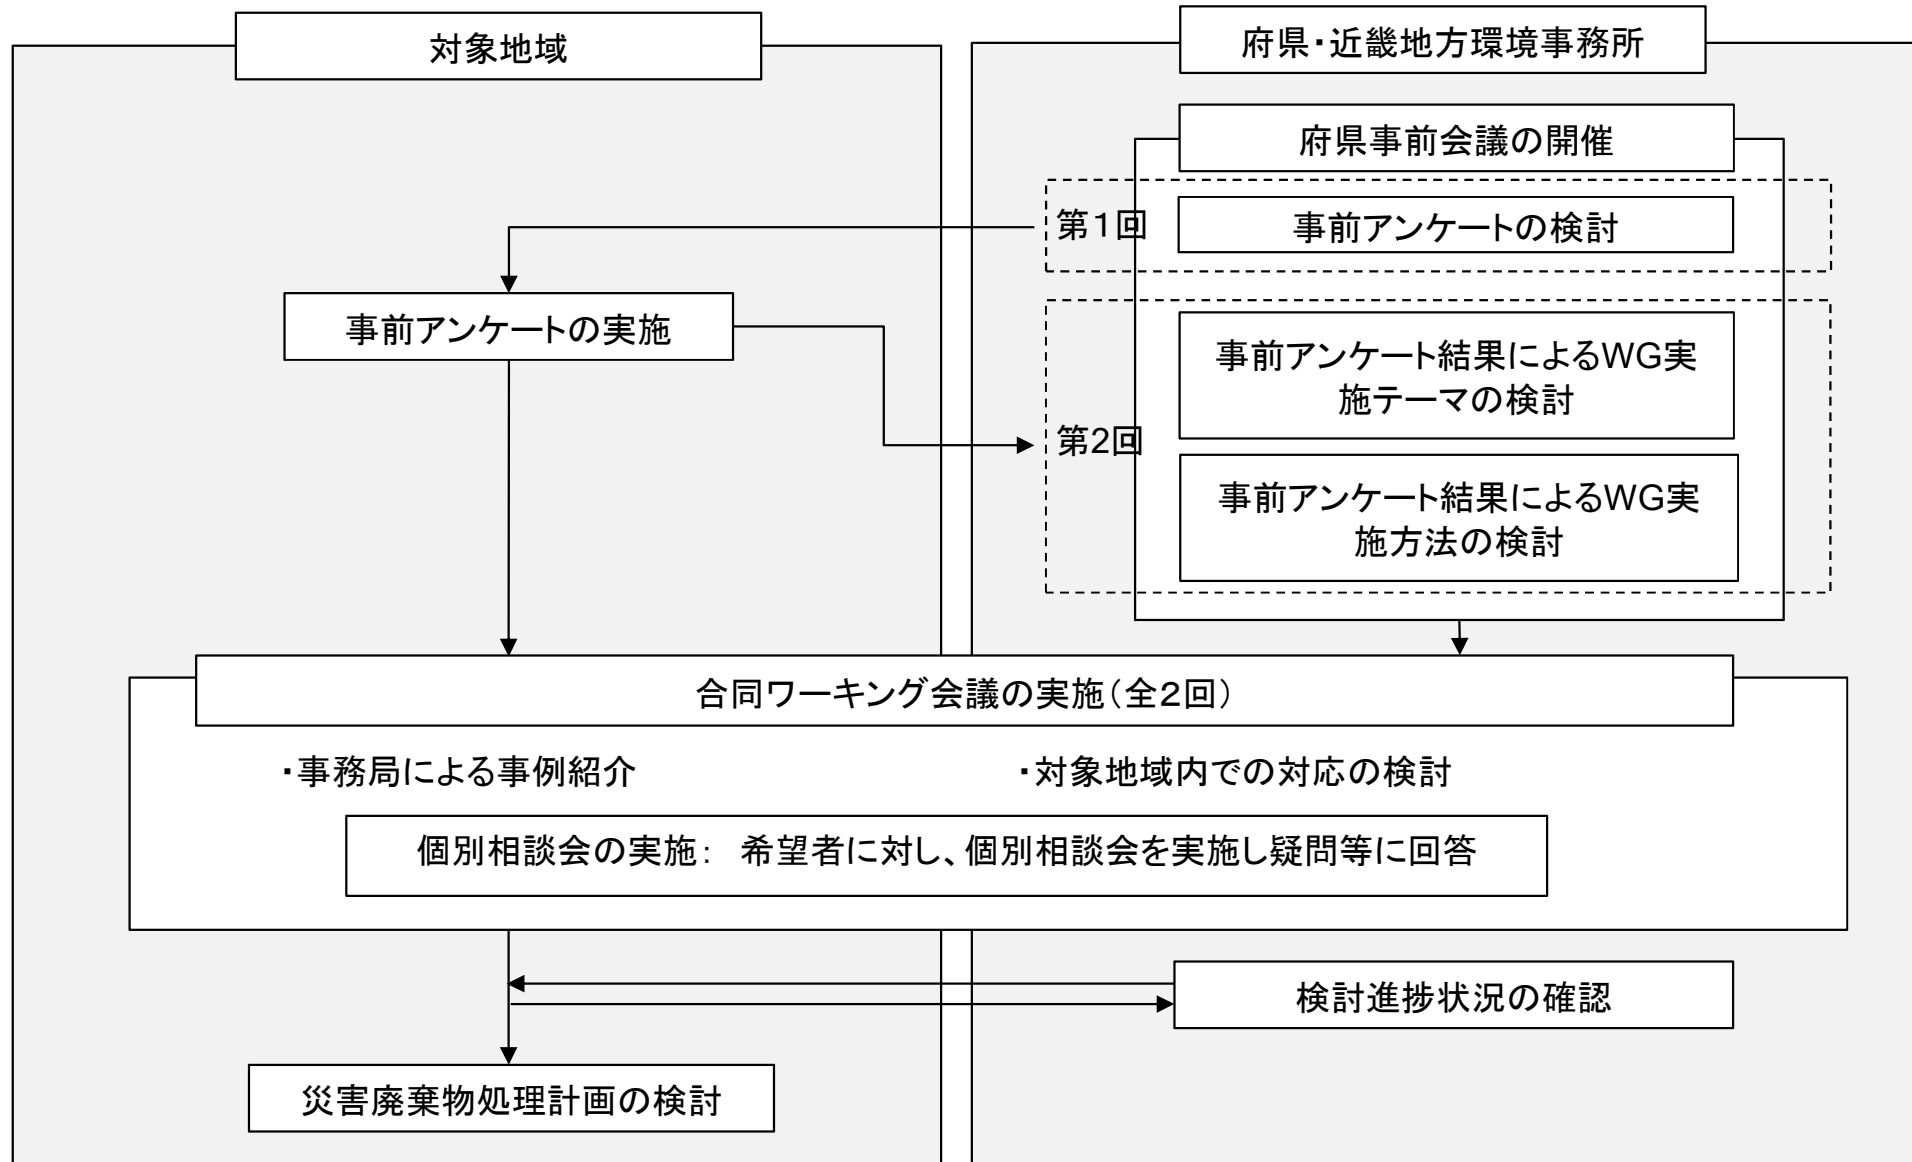 対象地域
府県・近畿地方環境事務所
府県事前会議の開催
第１回
事前アンケートの検討
事前アンケートの実施
事前アンケート結果によるWG実
施テーマの検討
第2回
事前アンケート結果によるWG実
施方法の検討
合同ワーキング会議の実施（全２回）
・事務局による事例紹介
・対象地域内での対応の検討
個別相談会の実施： 希望者に対し、個別相談会を実施し疑問等に回答
検討進捗状況の確認
災害廃棄物処理計画の検討